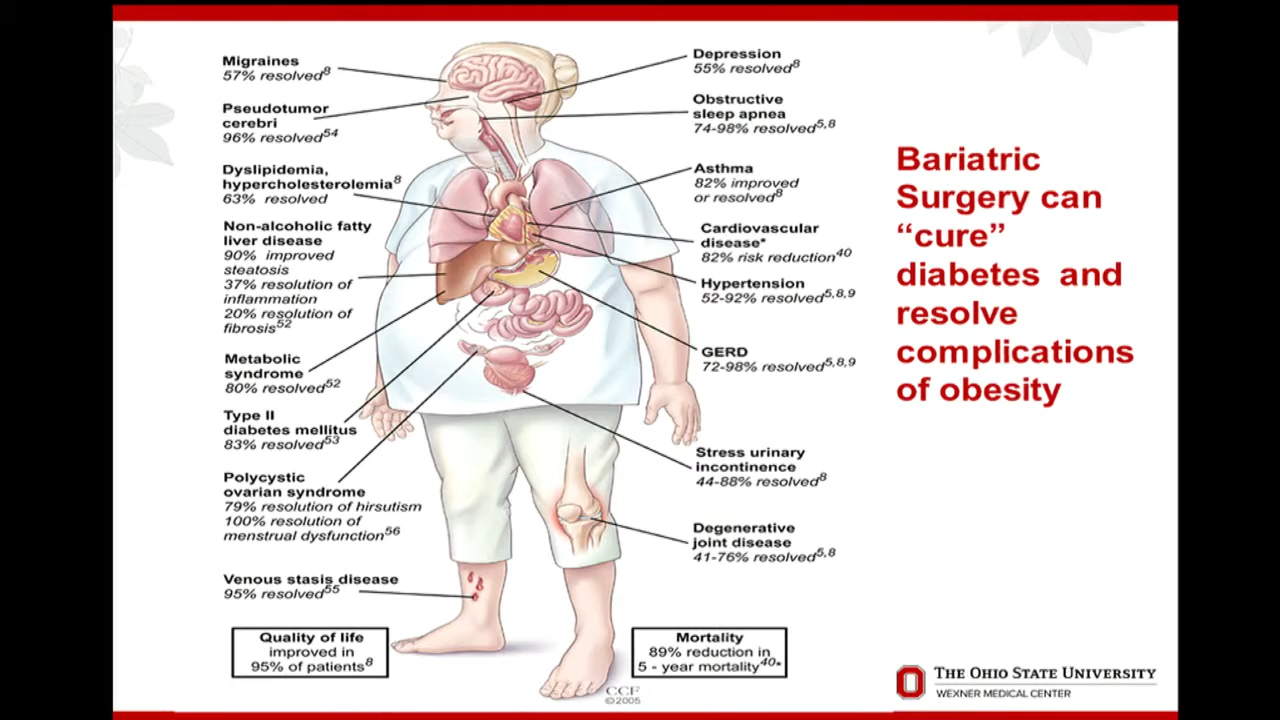 Migraines
57% resolved8
Pseudotumor
cerebri
96% resolved54
Dyslipidemia,
hypercholesterolemia8
63% resolved
Non-alcoholic fatty
liver disease
90% improved
steatosis
37% resolution of
inflammation
20% resolution of
fibrosis52
Metabolic
syndrome
80% resolved52
Type II
diabetes mellitus
83% resolved53
Polycystic
ovarian syndrome
79% resolution of hirsutism
100% resolution of
menstrual dysfunction56
Venous stasis disease
95% resolved55
Quality of life
improved in
95% of patients8
Depression
55% resolved8
Obstructive
sleep apnea
74-98% resolved5,8
Asthma
82% improved
or resolved8
Cardiovascular
disease*
82% risk reduction40
Hypertension
52-92% resolved5,8,9
GERD
72-98% resolved5,8,9
Stress urinary
incontinence
44-88% resolved8
Degenerative
joint disease
41-76% resolved5,8
Mortality
89% reduction in
5 - year mortality40*
CCF
©2005
Bariatric
Surgery can
“cure”
diabetes and
resolve
complications
of obesity
THE OHIO STATE UNIVERSITY
WEXNER MEDICAL CENTER